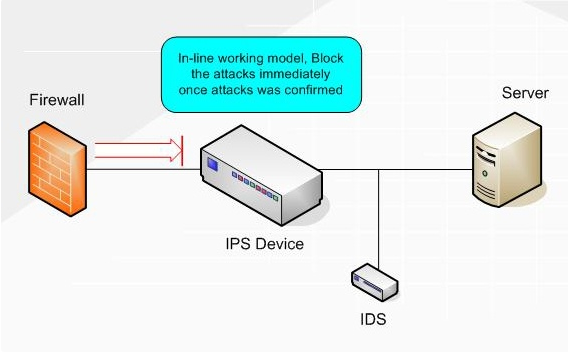 In-line working model, Block
the attacks immediately
once attacks was confirmed
Firewall
Server
IPS Device
IDS